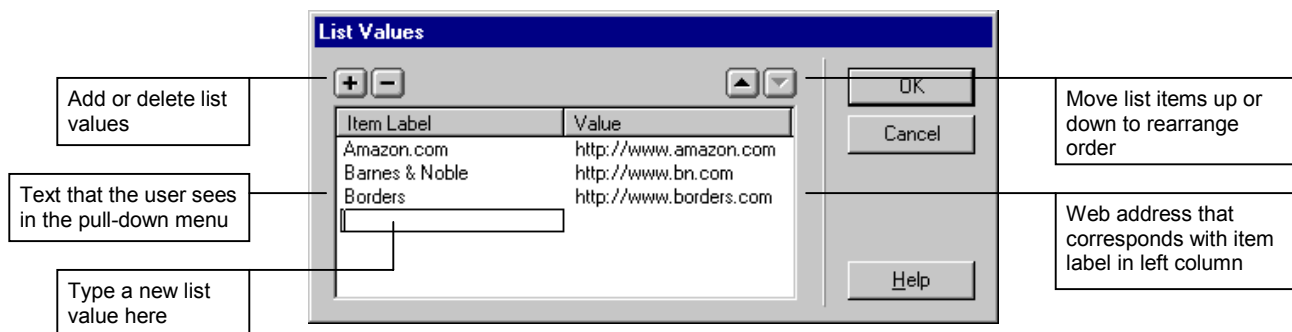 List Values
Add or delete list
values
Item Label Value
Amazon.com http://www.amazon.com
Barnes & Noble http://www.bn.com
Borders http://www.borders.com
OK
Cancel
Help
Move list items up or
down to rearrange
order
Text that the user sees
in the pull-down menu
Web address that
corresponds with item
label in left column
Type a new list
value here